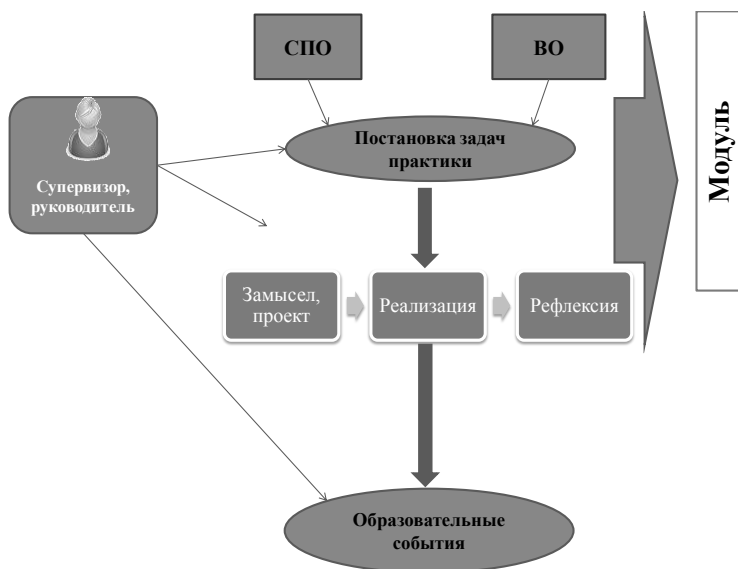 СПО
ВО
Постановка задач
практики
Супервизор,
руководитель
Модуль
Замысел,
проект
Реализация
Рефлексия
Образовательные
события